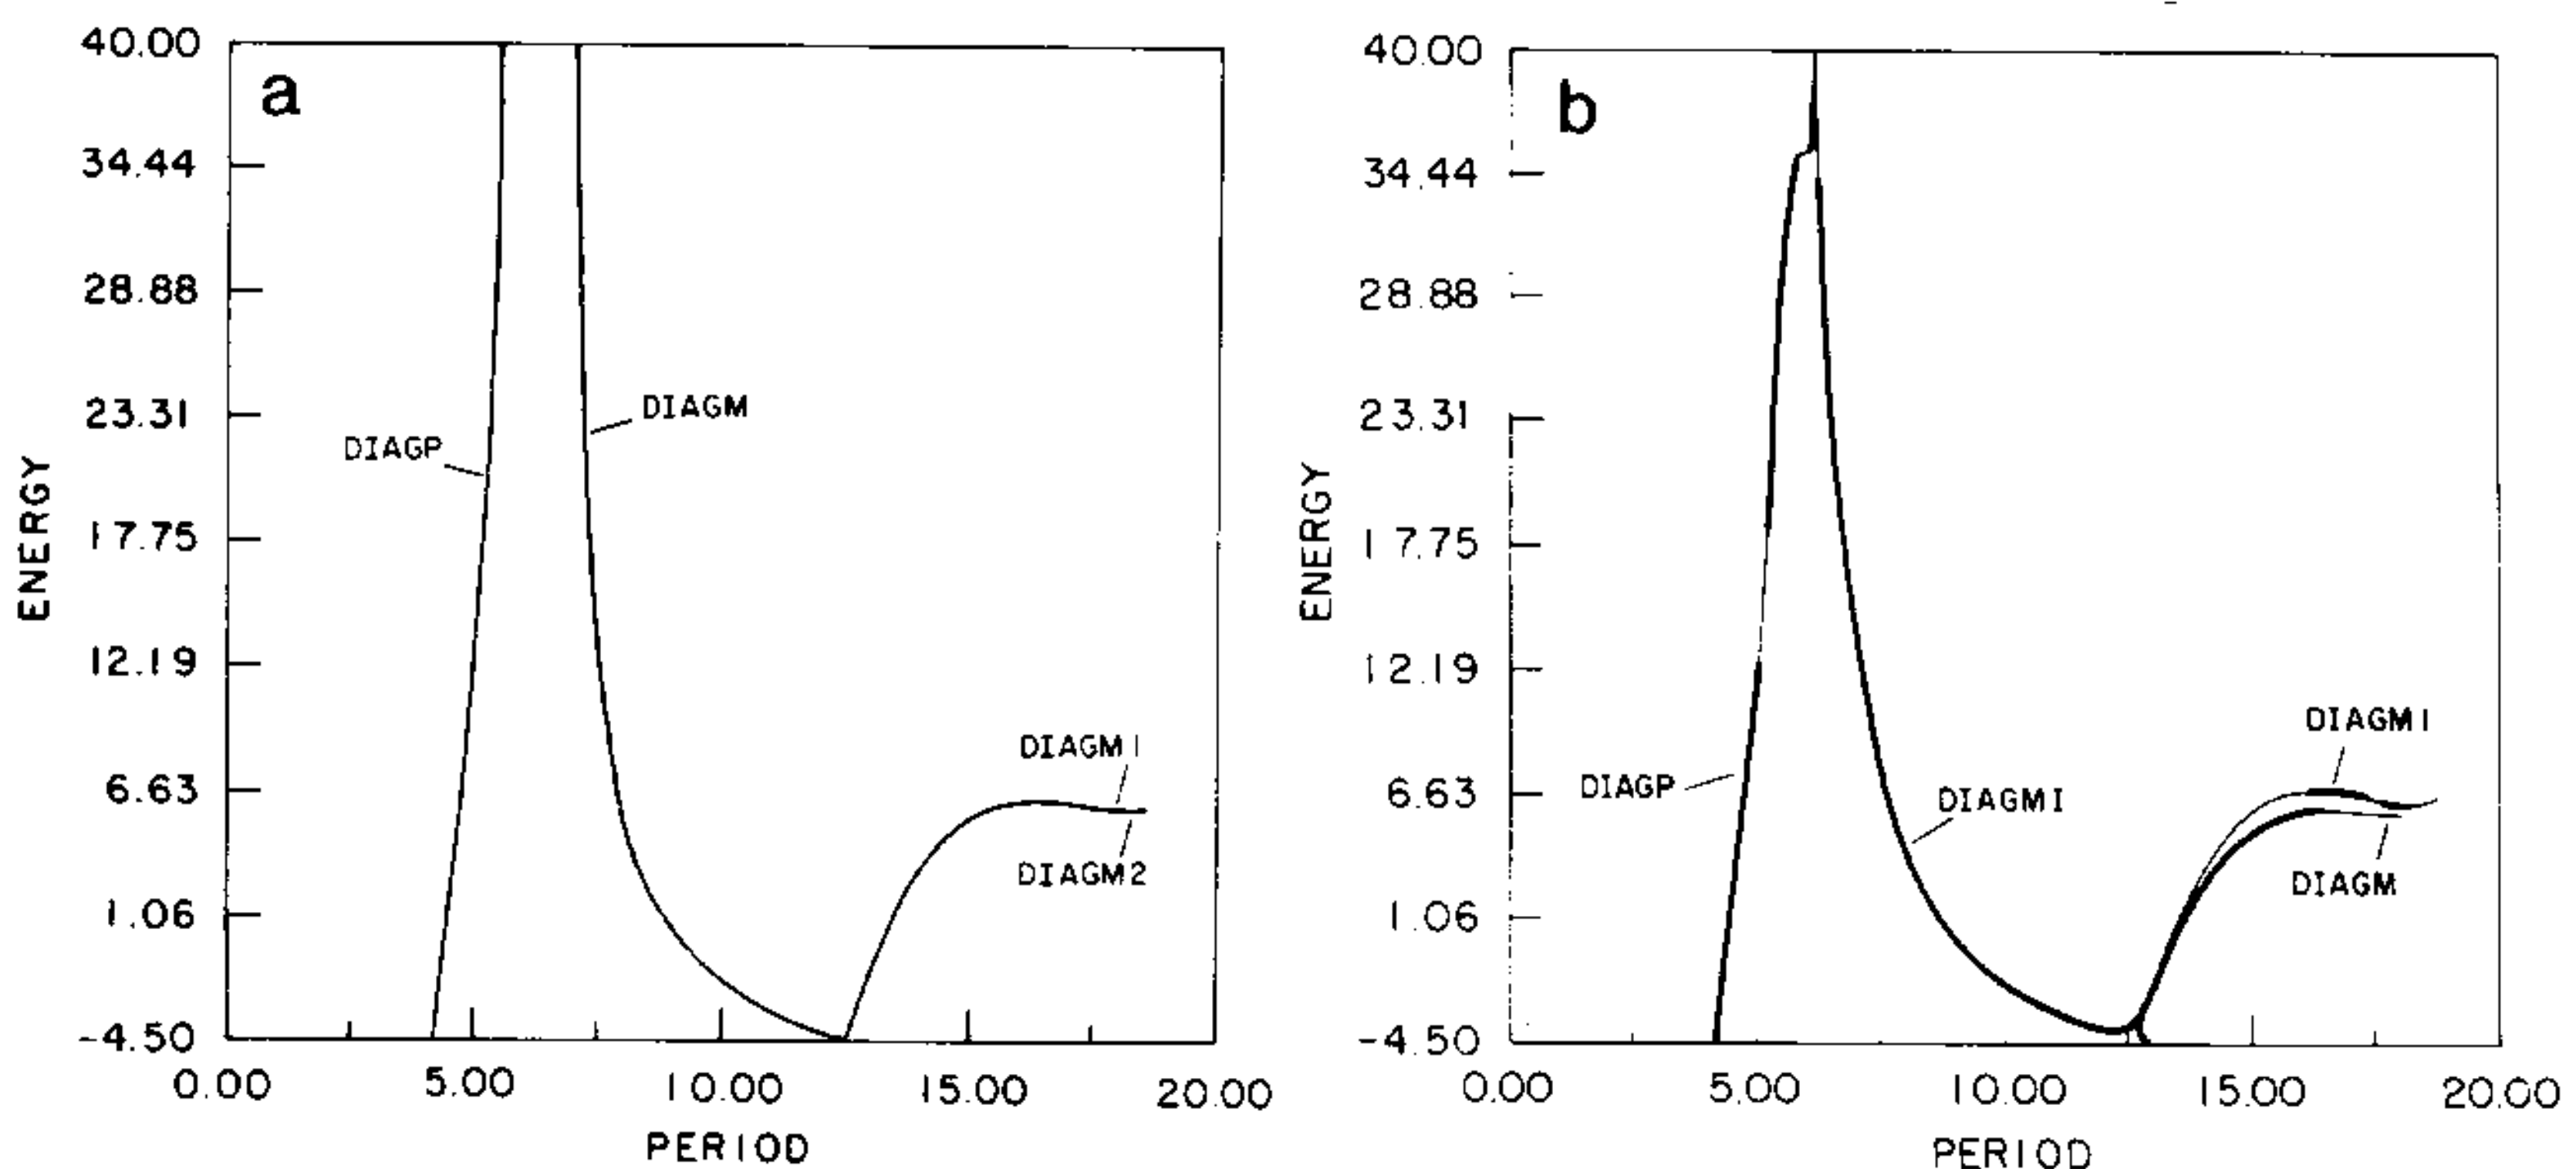 a
40.00
34.44
28.88
23.31
17.75
12.19
6.63
1.06
-4.50
ENERGY
DIAGP
DIAGM
DIAGM1
DIAGM2
0.00 5.00 10.00 15.00 20.00
PERIOD
b
40.00
34.44
28.88
23.31
17.75
12.19
6.63
1.06
-4.50
ENERGY
DIAGP
DIAGMI
DIAGM1
DIAGM
0.00 5.00 10.00 15.00 20.00
PERIOD